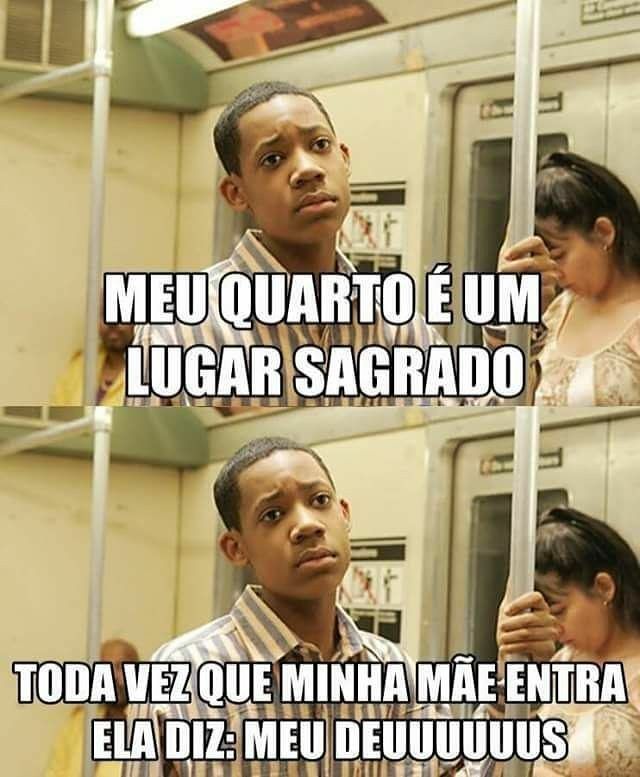 MEU QUARTO É UM
LUGAR SAGRADO
TODA VEZ QUE MINHA MÃE ENTRA
ELA DIZ: MEU DEUUUUUUS